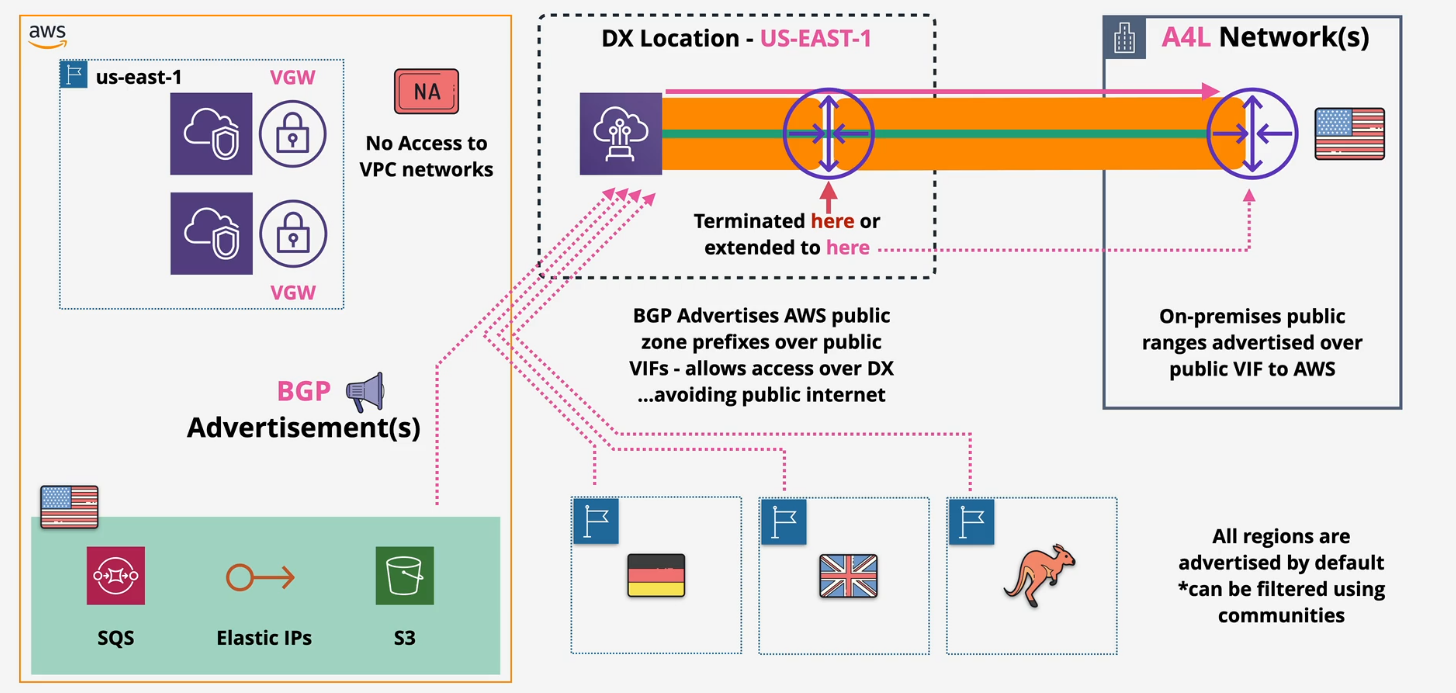 aws
us-east-1
VGW
VGW
NA
No Access to
VPC networks
BGP
Advertisement(s)
SQS
Elastic IPs
S3
DX Location - US-EAST-1
Terminated here or
extended to here
BGP Advertises AWS public
zone prefixes over public
VIFs - allows access over DX
...avoiding public internet
A4L Network(s)
On-premises public
ranges advertised over
public VIF to AWS
All regions are
advertised by default
*can be filtered using
communities